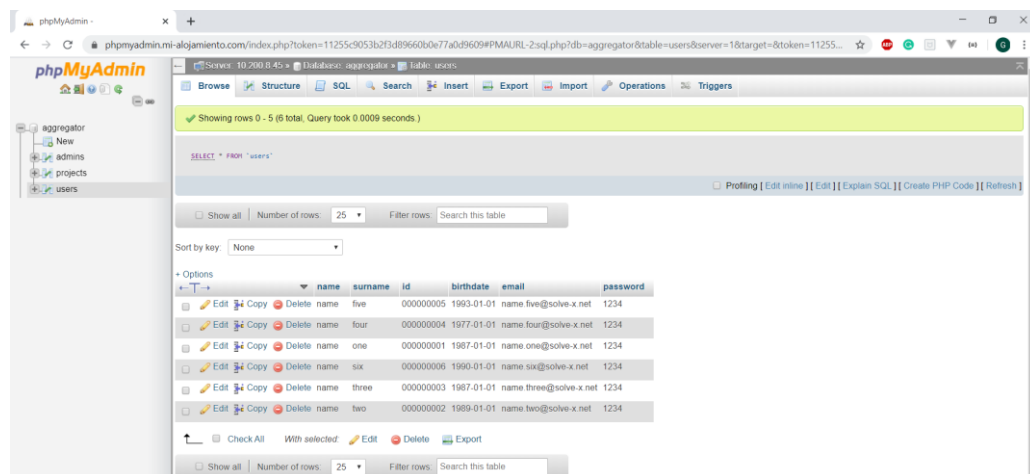 phpMyAdmin -
phpmyadmin.mi-alojamiento.com/index.php?token=11255c9053b2f3d89660b0e77a0d9609#PMAURL-2:sql.php?db=aggregator&table=users&server=1&target=&token=11255...
phpMyAdmin
aggregator
New
admins
projects
users
Server: 10.200.8.45 » Database: aggregator » Table: users
Browse Structure SQL Search Insert Export Import Operations Triggers
Showing rows 0 - 5 (6 total, Query took 0.0009 seconds.)
SELECT * FROM `users`
Profiling [ Edit inline ] [ Edit ] [ Explain SQL ] [ Create PHP Code ] [ Refresh ]
Show all Number of rows: 25 Filter rows: Search this table
Sort by key: None
+ Options
←T→ name surname id birthdate email password
Edit Copy Delete name five 000000005 1993-01-01 name.five@solve-x.net 1234
Edit Copy Delete name four 000000004 1977-01-01 name.four@solve-x.net 1234
Edit Copy Delete name one 000000001 1987-01-01 name.one@solve-x.net 1234
Edit Copy Delete name six 000000006 1990-01-01 name.six@solve-x.net 1234
Edit Copy Delete name three 000000003 1987-01-01 name.three@solve-x.net 1234
Edit Copy Delete name two 000000002 1989-01-01 name.two@solve-x.net 1234
Check All With selected: Edit Delete Export
Show all Number of rows: 25 Filter rows: Search this table